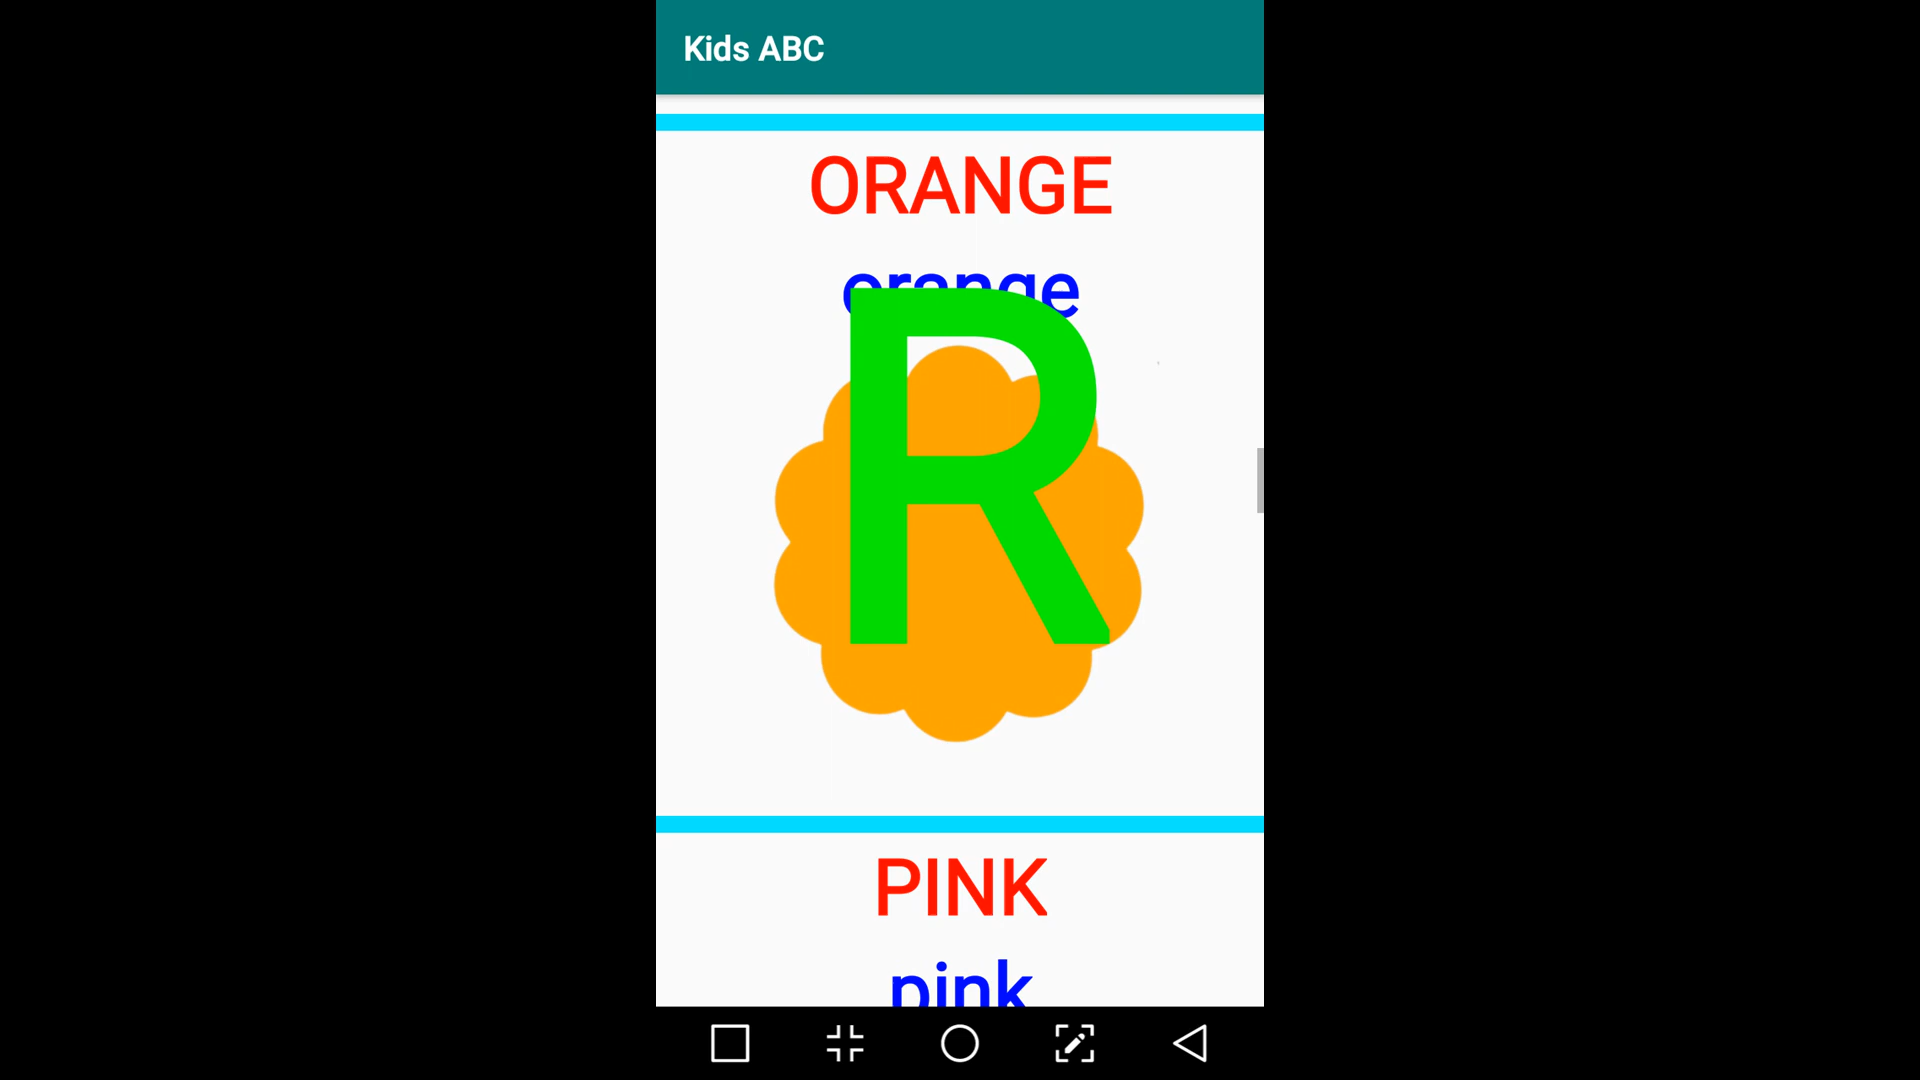 Kids ABC
ORANGE
orange
R
PINK
pink